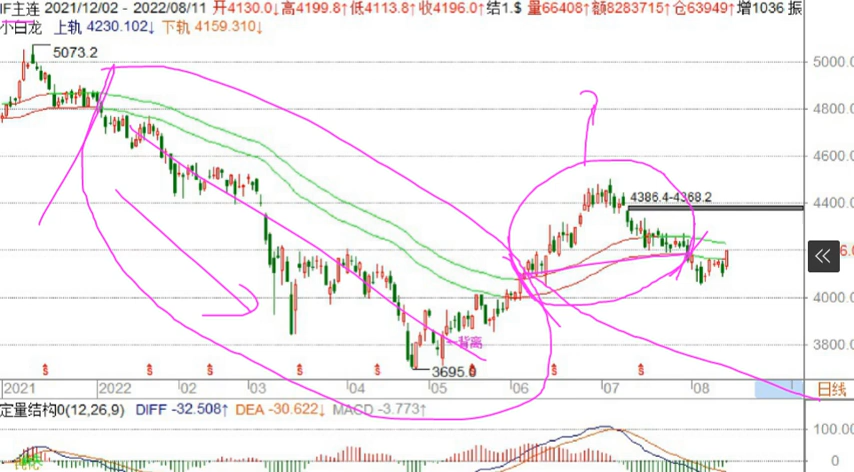 IF主连 2021/12/02 - 2022/08/11 开4130.0↓高4199.8↑低4113.8↑收4196.0↑结1.$ 量66408↑额8283715↑仓63949↑增1036 振
小白龙 上轨 4230.102↓ 下轨 4159.310↓
5073.2
5000.0
4800.0
4600.0
4386.4-4368.2
4400.0
6.0
4000.0
背离
3800.0
3695.0
2021 2022 02 03 04 05 06 07 08 日线
定量结构0(12,26,9) DIFF -32.508↑ DEA -30.622↓ MACD -3.773↑
100.00
0